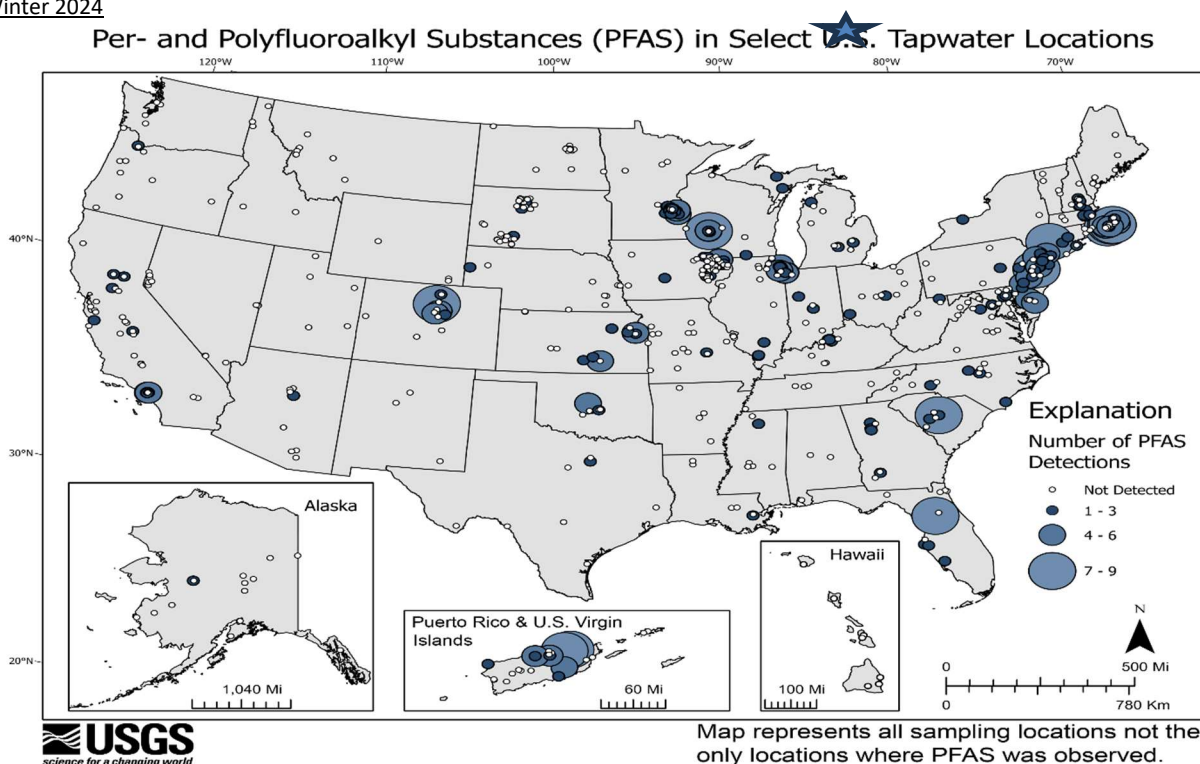 Winter 2024
Per- and Polyfluoroalkyl Substances (PFAS) in Select U.S. Tapwater Locations
120°W 110°W 100°W 90°W 80°W 70°W
40°N
30°N
20°N
Explanation
Number of PFAS
Detections
Not Detected
1 - 3
4 - 6
7 - 9
Alaska
1,040 Mi
Puerto Rico & U.S. Virgin
Islands
60 Mi
Hawaii
100 Mi
N
0 500 Mi
0 780 Km
USGS
science for a changing world
Map represents all sampling locations not the
only locations where PFAS was observed.